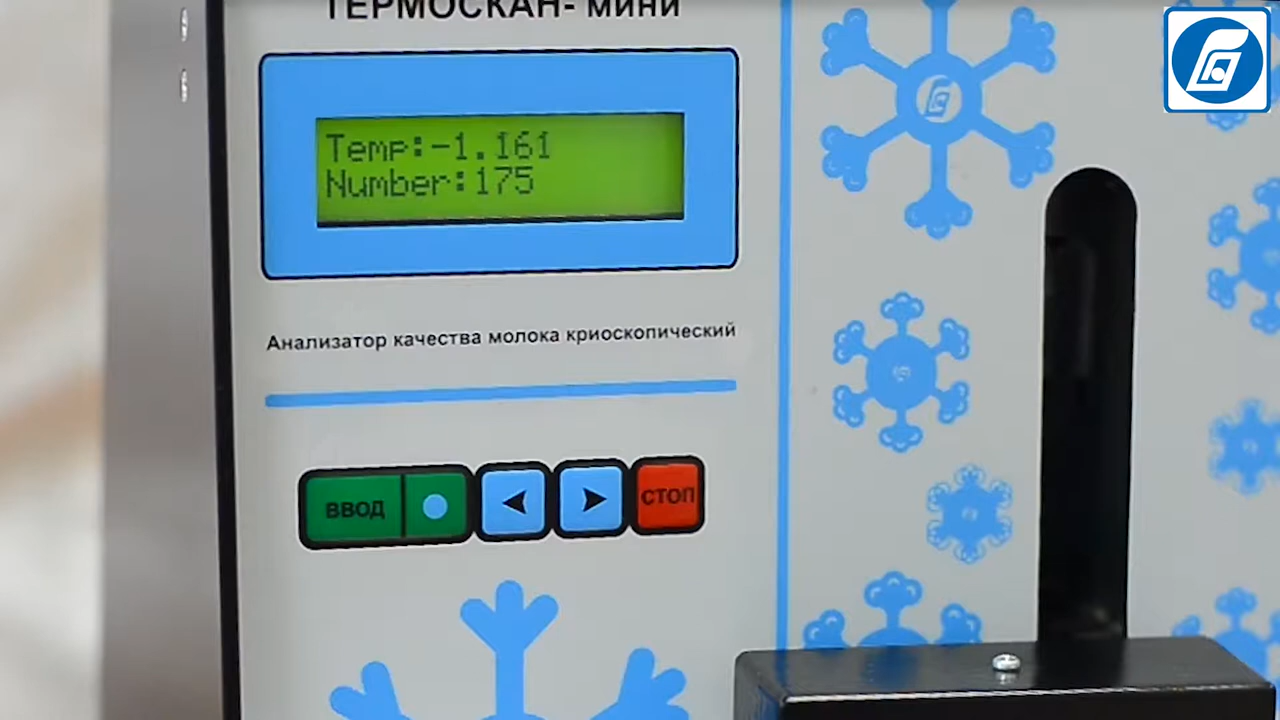 ТЕРМОСКАН- мини
Temp:-1.161
Number:175
Анализатор качества молока криоскопический
ВВОД
СТОП